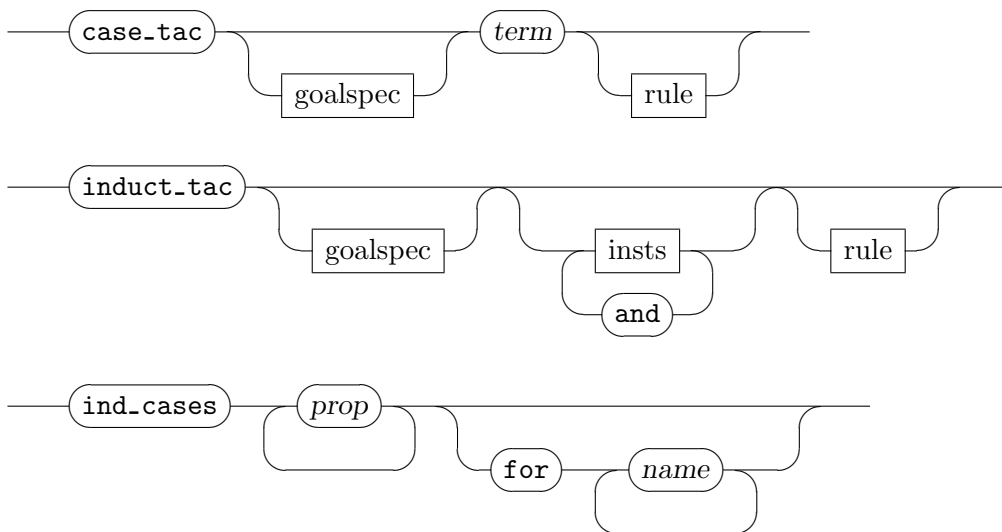 case_tac term
goalspec rule
induct_tac
goalspec insts rule
and
ind_cases prop
for name